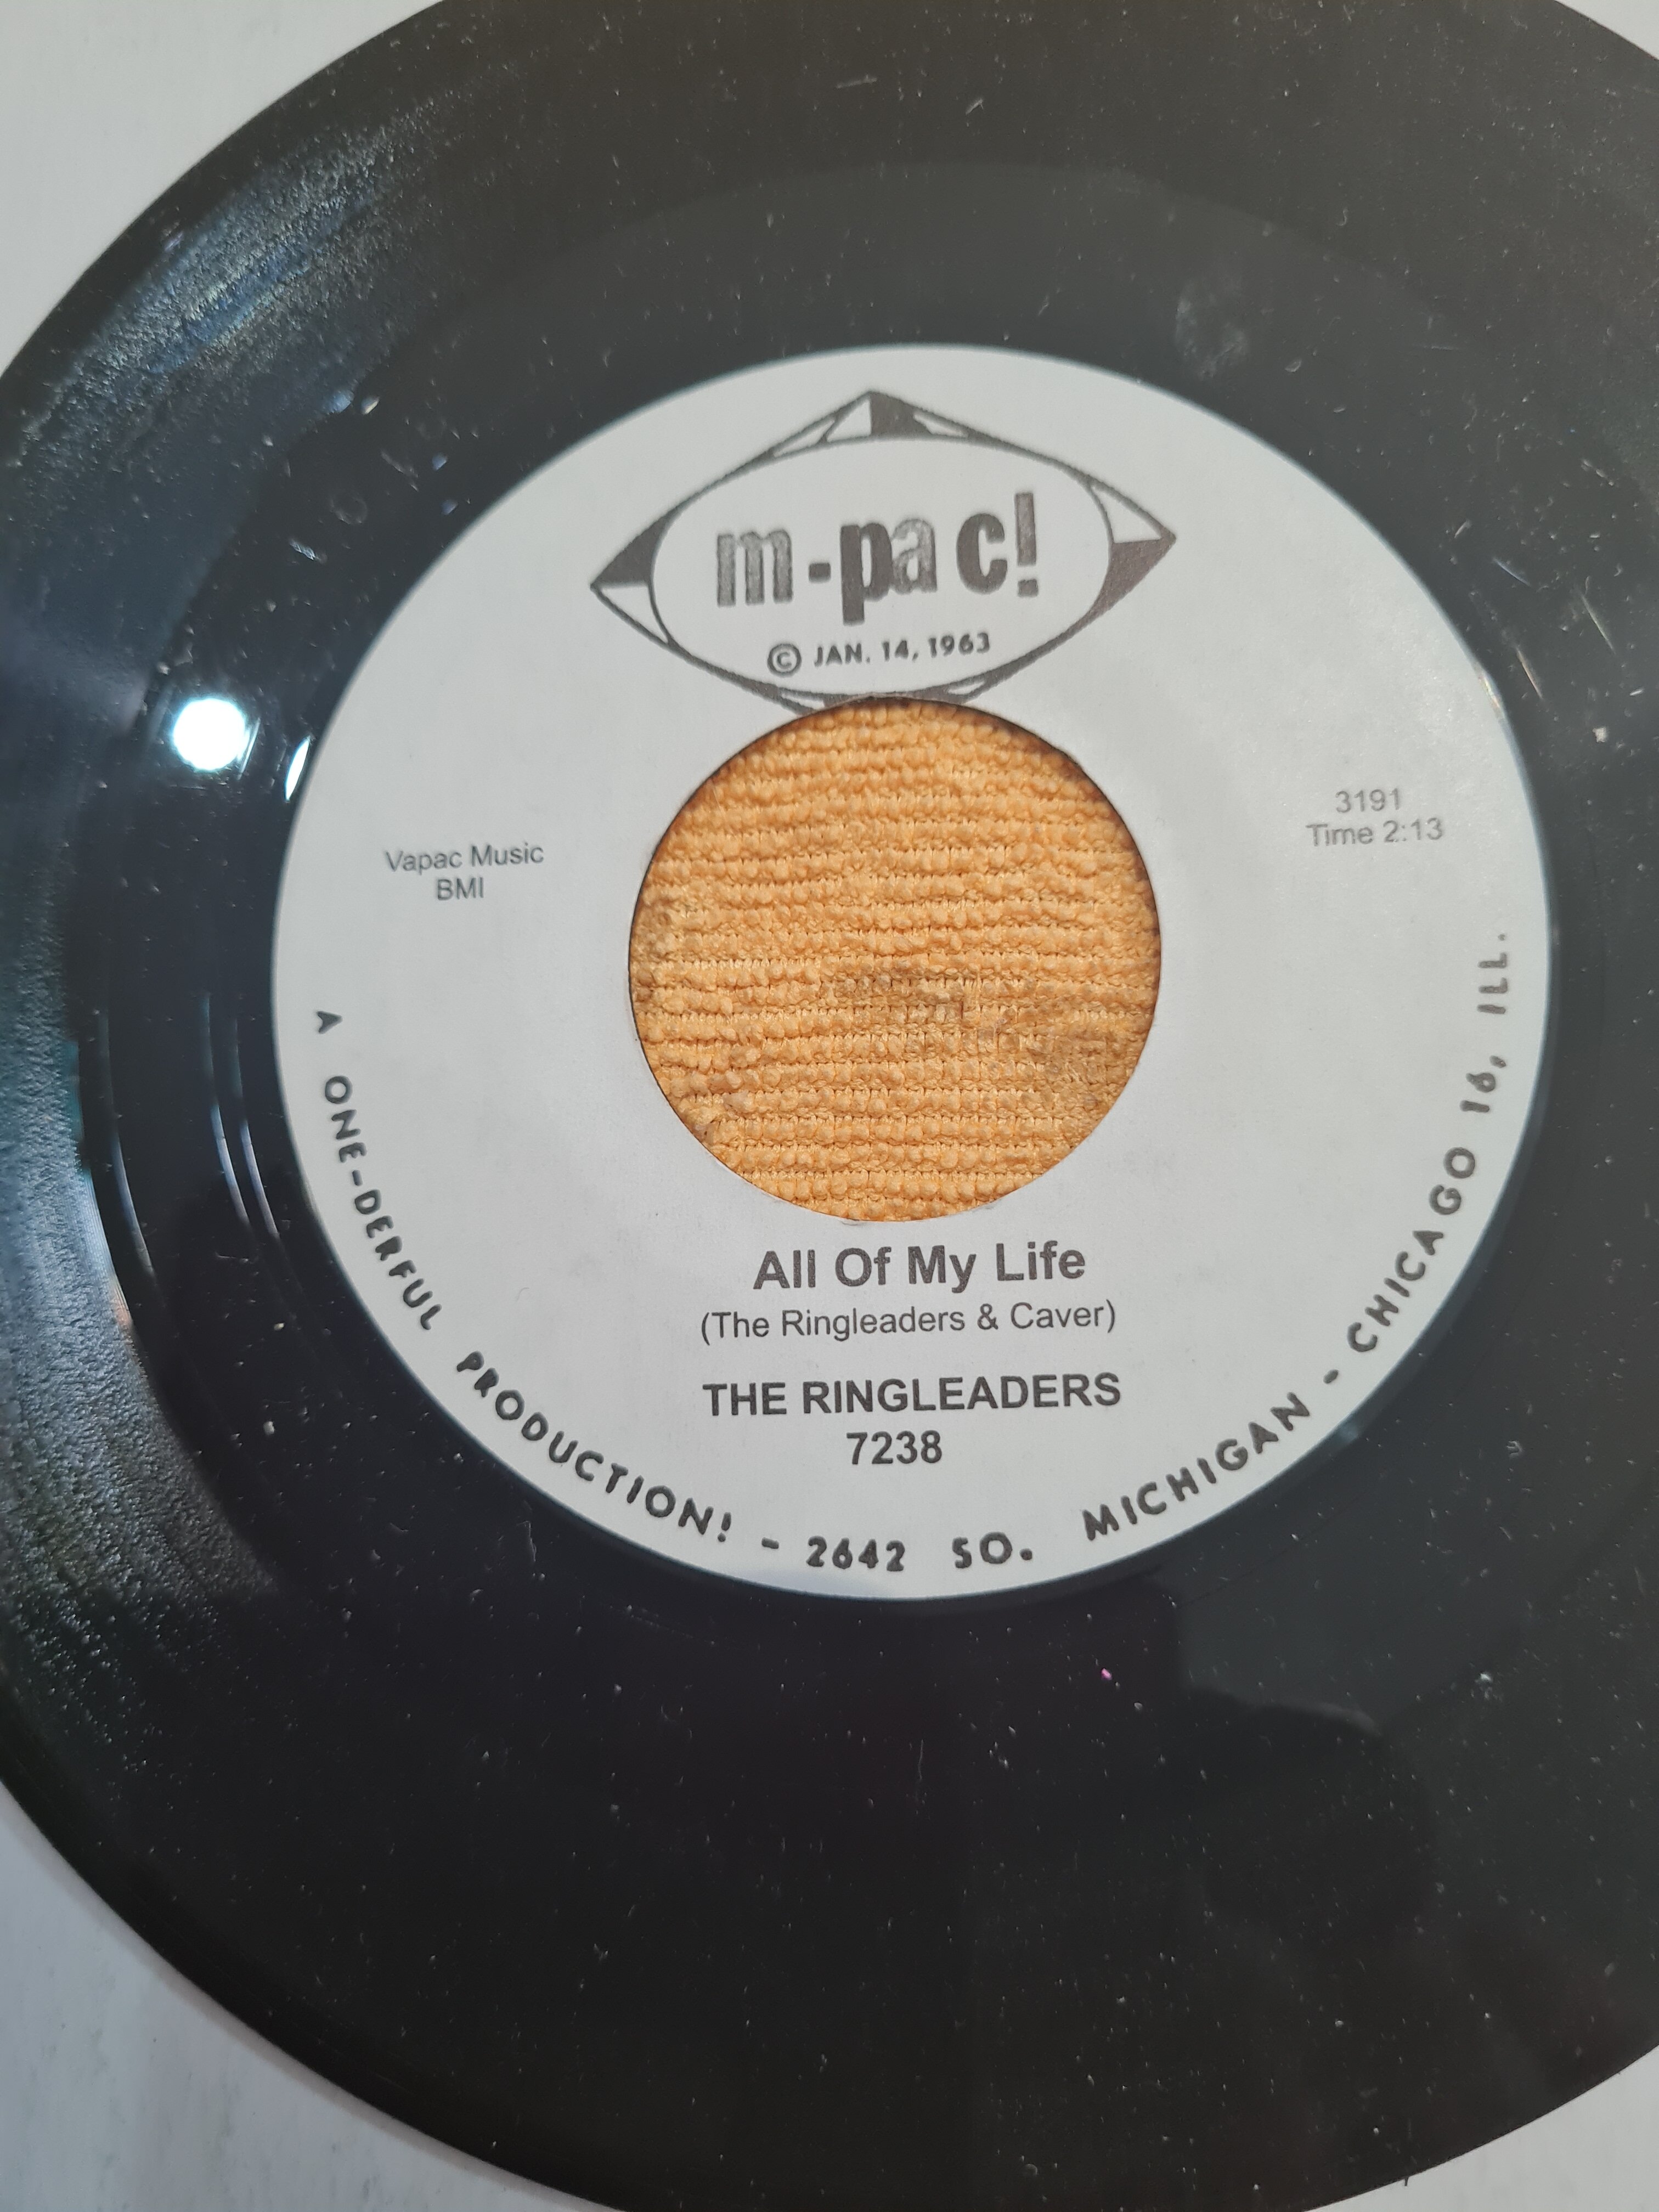 m-pac!
© JAN. 14, 1963
Vapac Music
BMI
3191
Time 2:13
All Of My Life
(The Ringleaders & Caver)
THE RINGLEADERS
7238
A ONE-DERFUL PRODUCTION! - 2642 SO. MICHIGAN - CHICAGO 16, ILL.